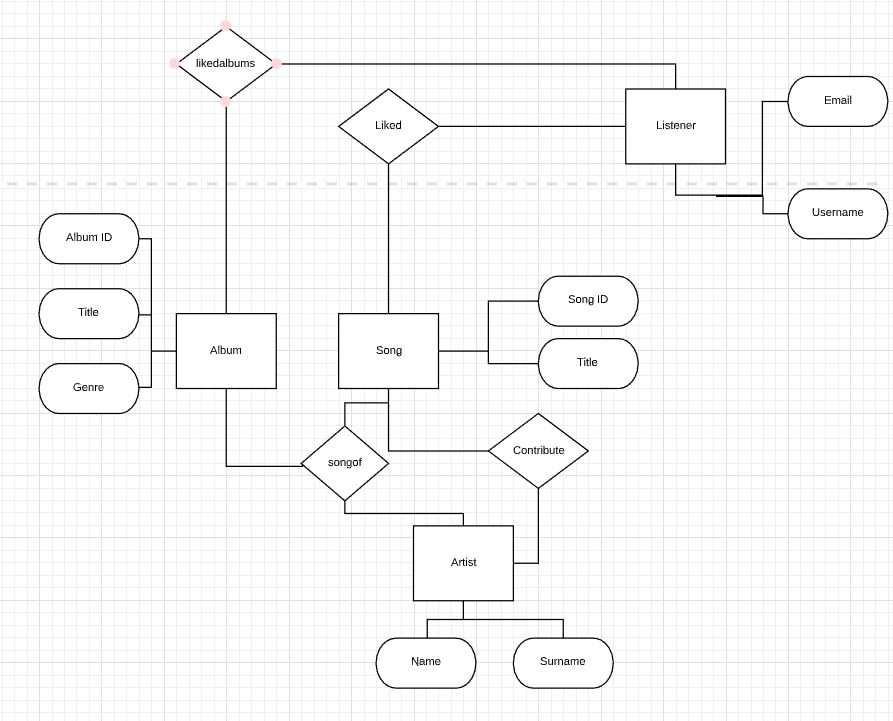 likedalbums
Liked
Listener
Email
Username
Album ID
Title
Genre
Album
Song
Song ID
Title
songof
Contribute
Artist
Name
Surname